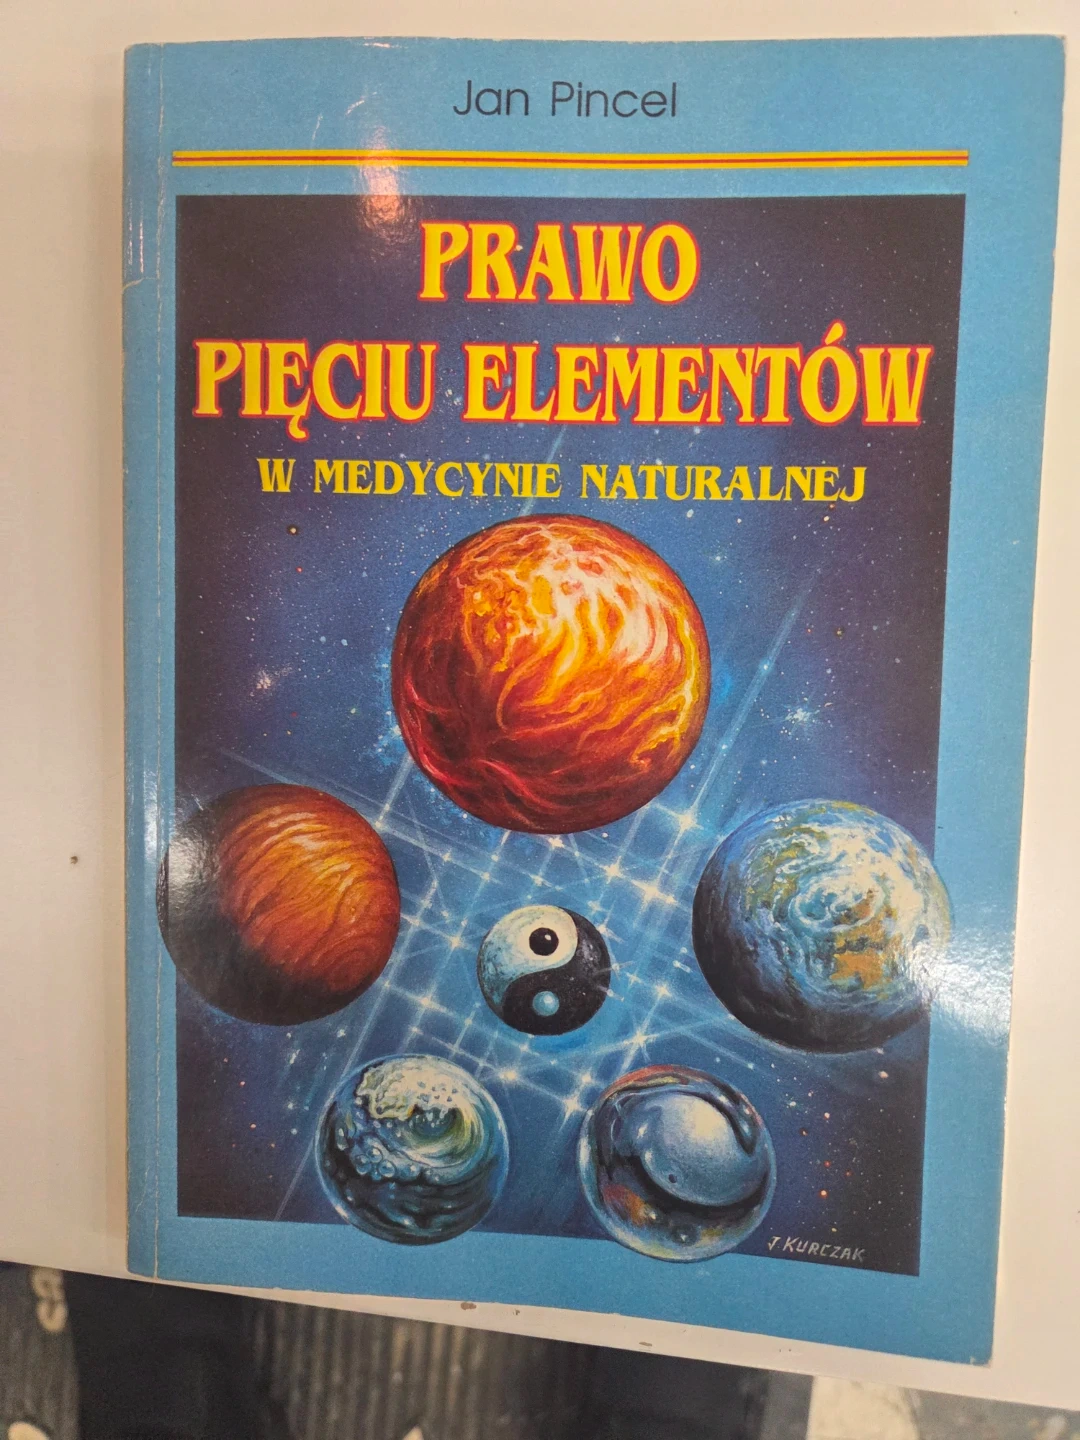 Jan Pincel
PRAWO
PIĘCIU ELEMENTÓW
W MEDYCYNIE NATURALNEJ
J. KURCZAK